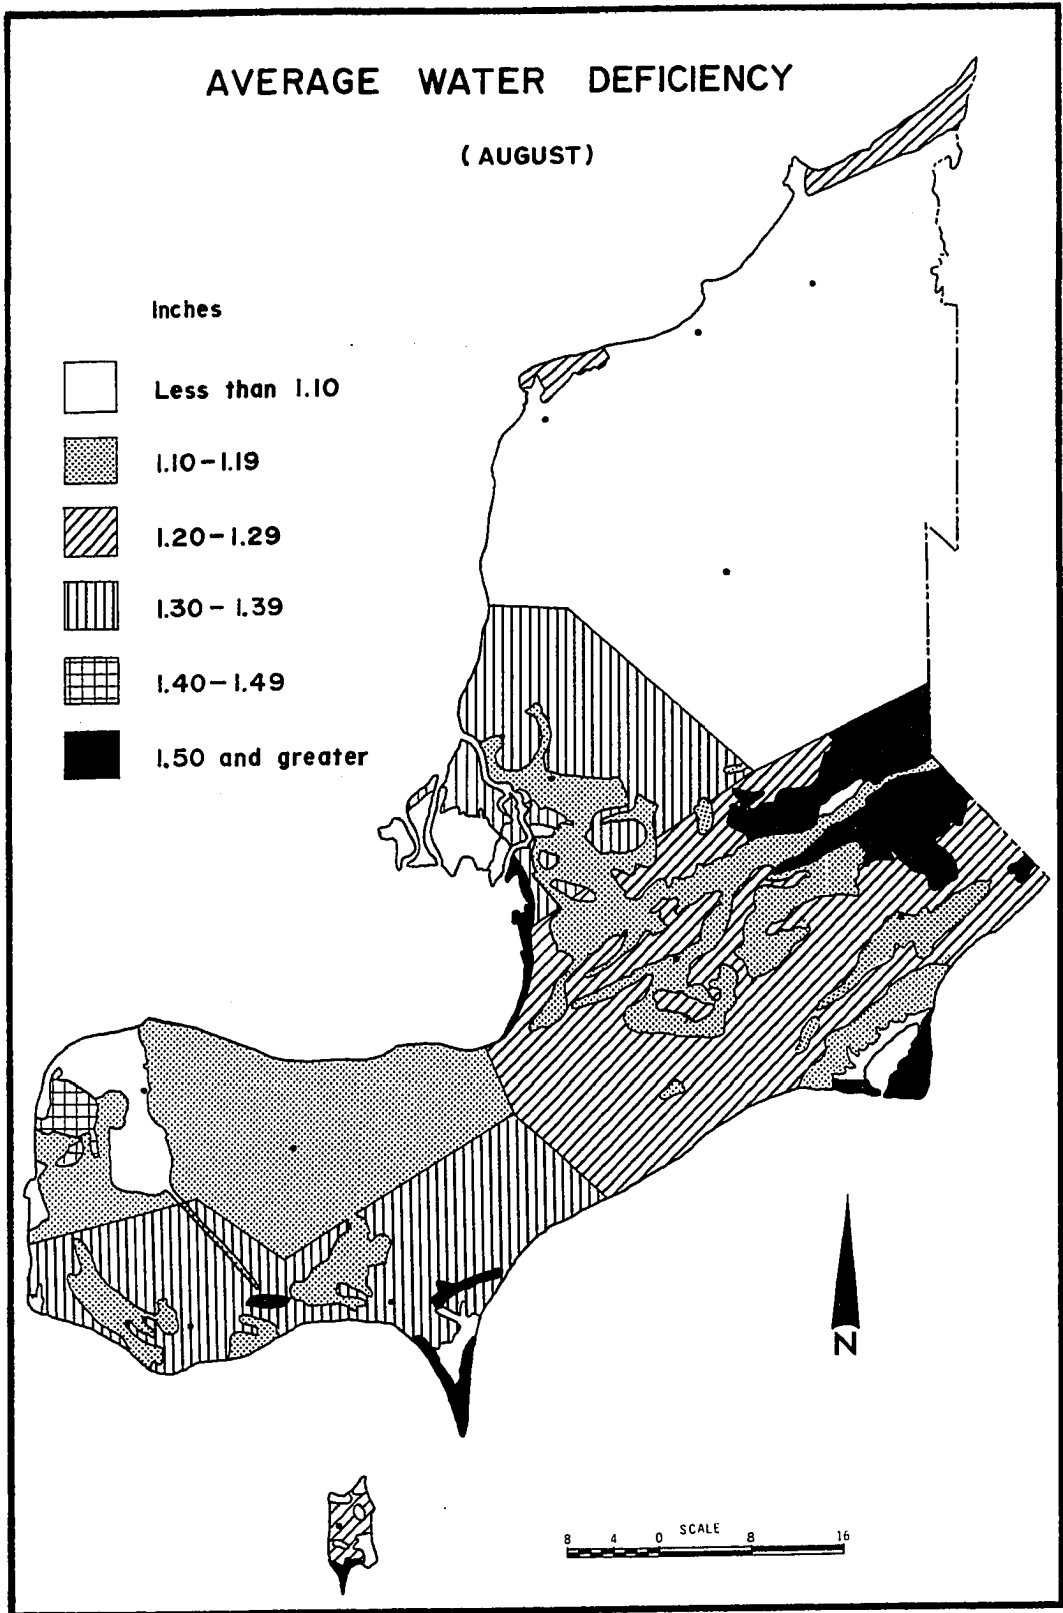 AVERAGE WATER DEFICIENCY
(AUGUST)
Inches
Less than 1.10
1.10-1.19
1.20-1.29
1.30-1.39
1.40-1.49
1.50 and greater
N
SCALE
8 4 0 8 16